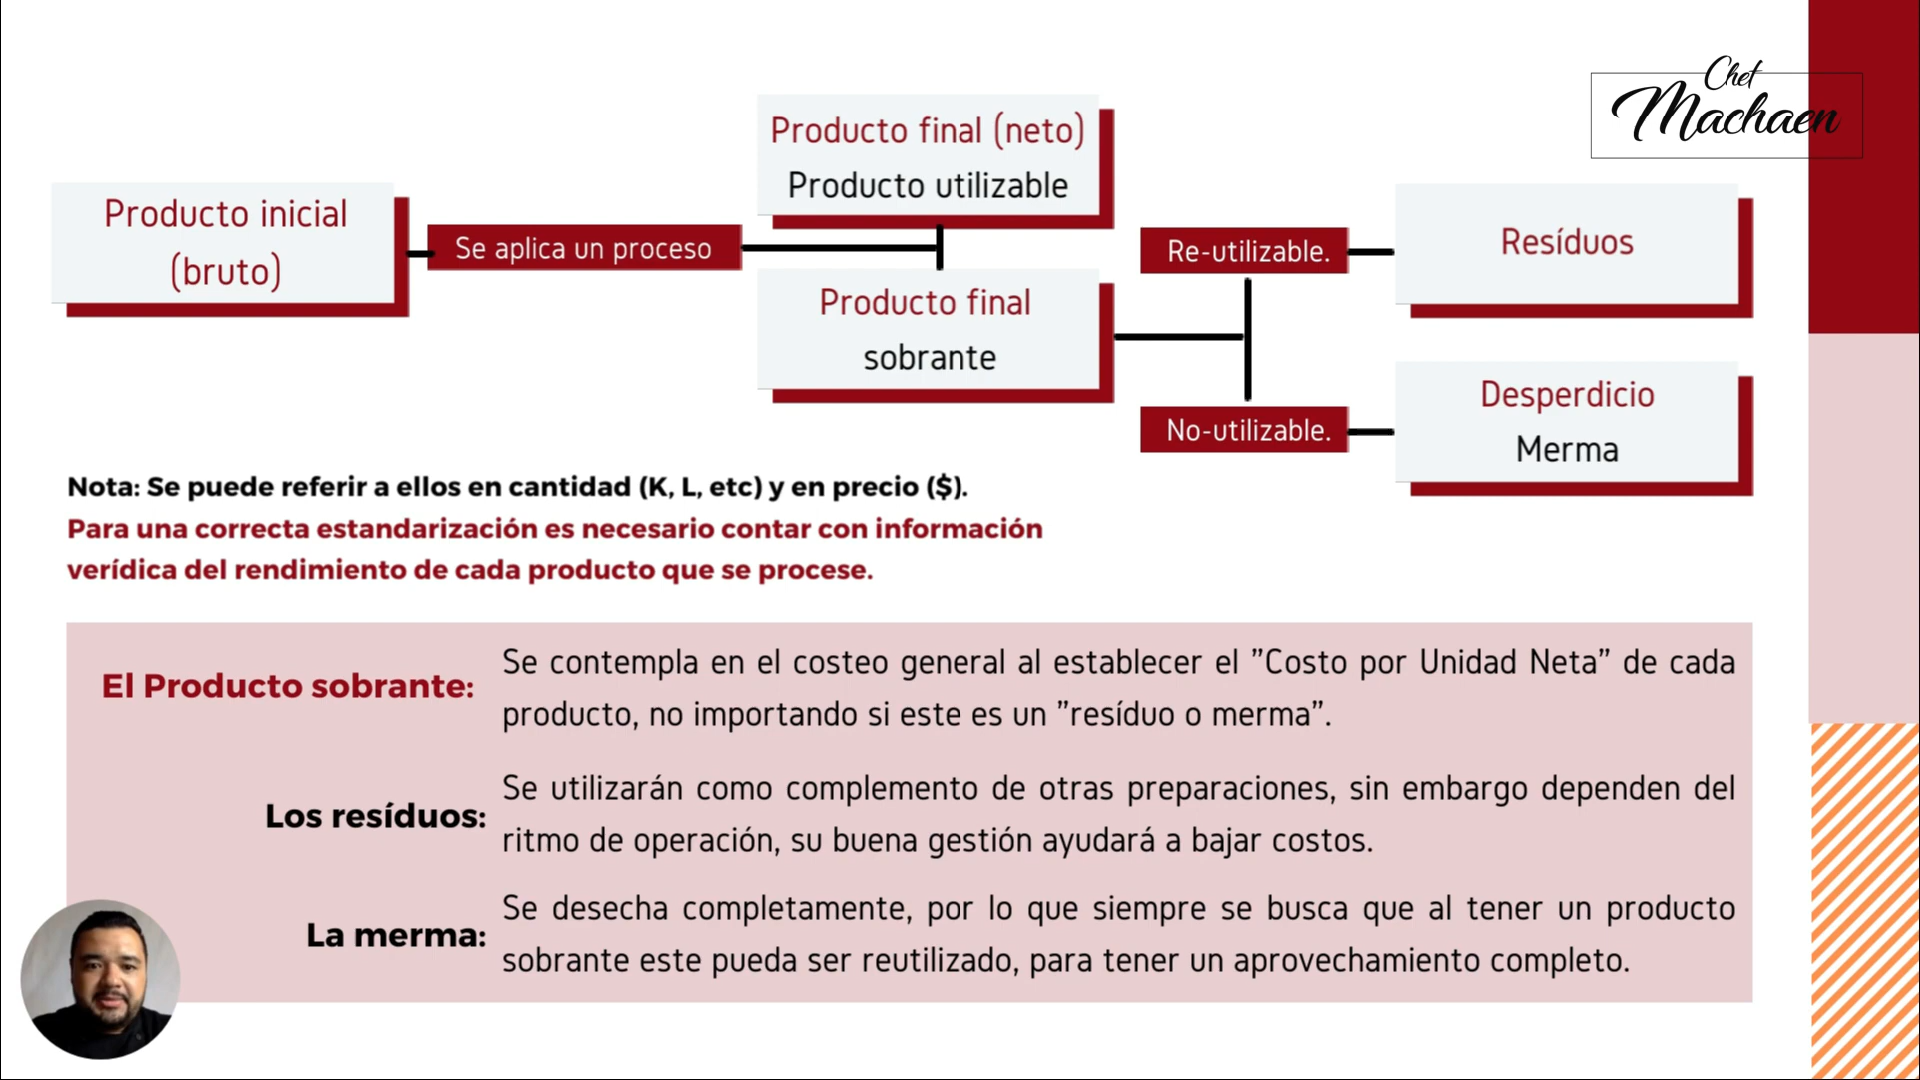 Chef
Machaen
Producto inicial
(bruto)
Se aplica un proceso
Producto final (neto)
Producto utilizable
Producto final
sobrante
Re-utilizable.
Resíduos
No-utilizable.
Desperdicio
Merma
Nota: Se puede referir a ellos en cantidad (K, L, etc) y en precio ($).
Para una correcta estandarización es necesario contar con información
verídica del rendimiento de cada producto que se procese.
El Producto sobrante:
Se contempla en el costeo general al establecer el ”Costo por Unidad Neta” de cada
producto, no importando si este es un ”resíduo o merma”.
Los resíduos:
Se utilizarán como complemento de otras preparaciones, sin embargo dependen del
ritmo de operación, su buena gestión ayudará a bajar costos.
La merma:
Se desecha completamente, por lo que siempre se busca que al tener un producto
sobrante este pueda ser reutilizado, para tener un aprovechamiento completo.